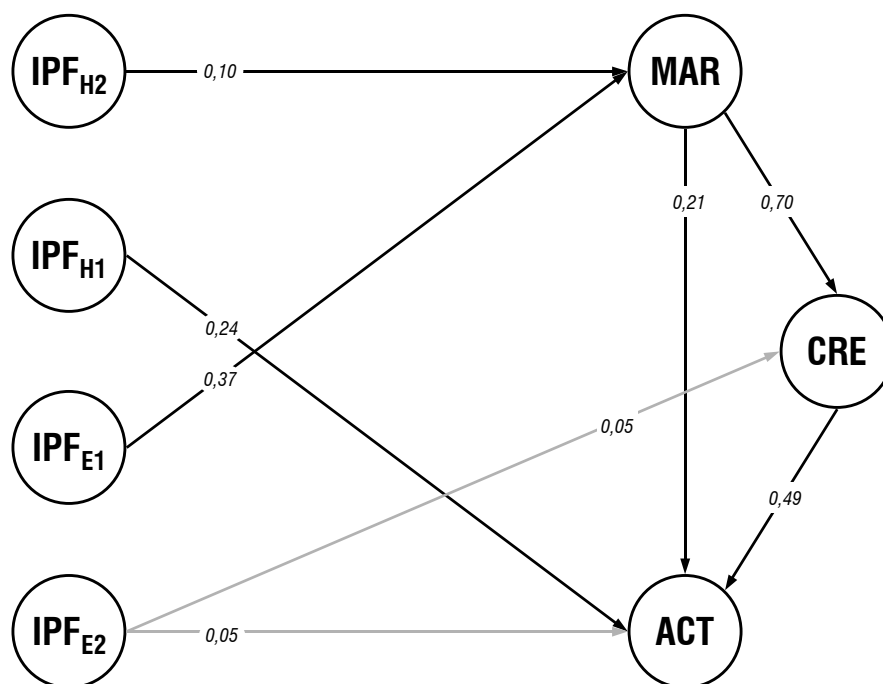 IPFH2
0,10
MAR
0,21
0,70
IPFH1
0,24
CRE
0,37
IPFE1
0,05
0,49
IPFE2
0,05
ACT